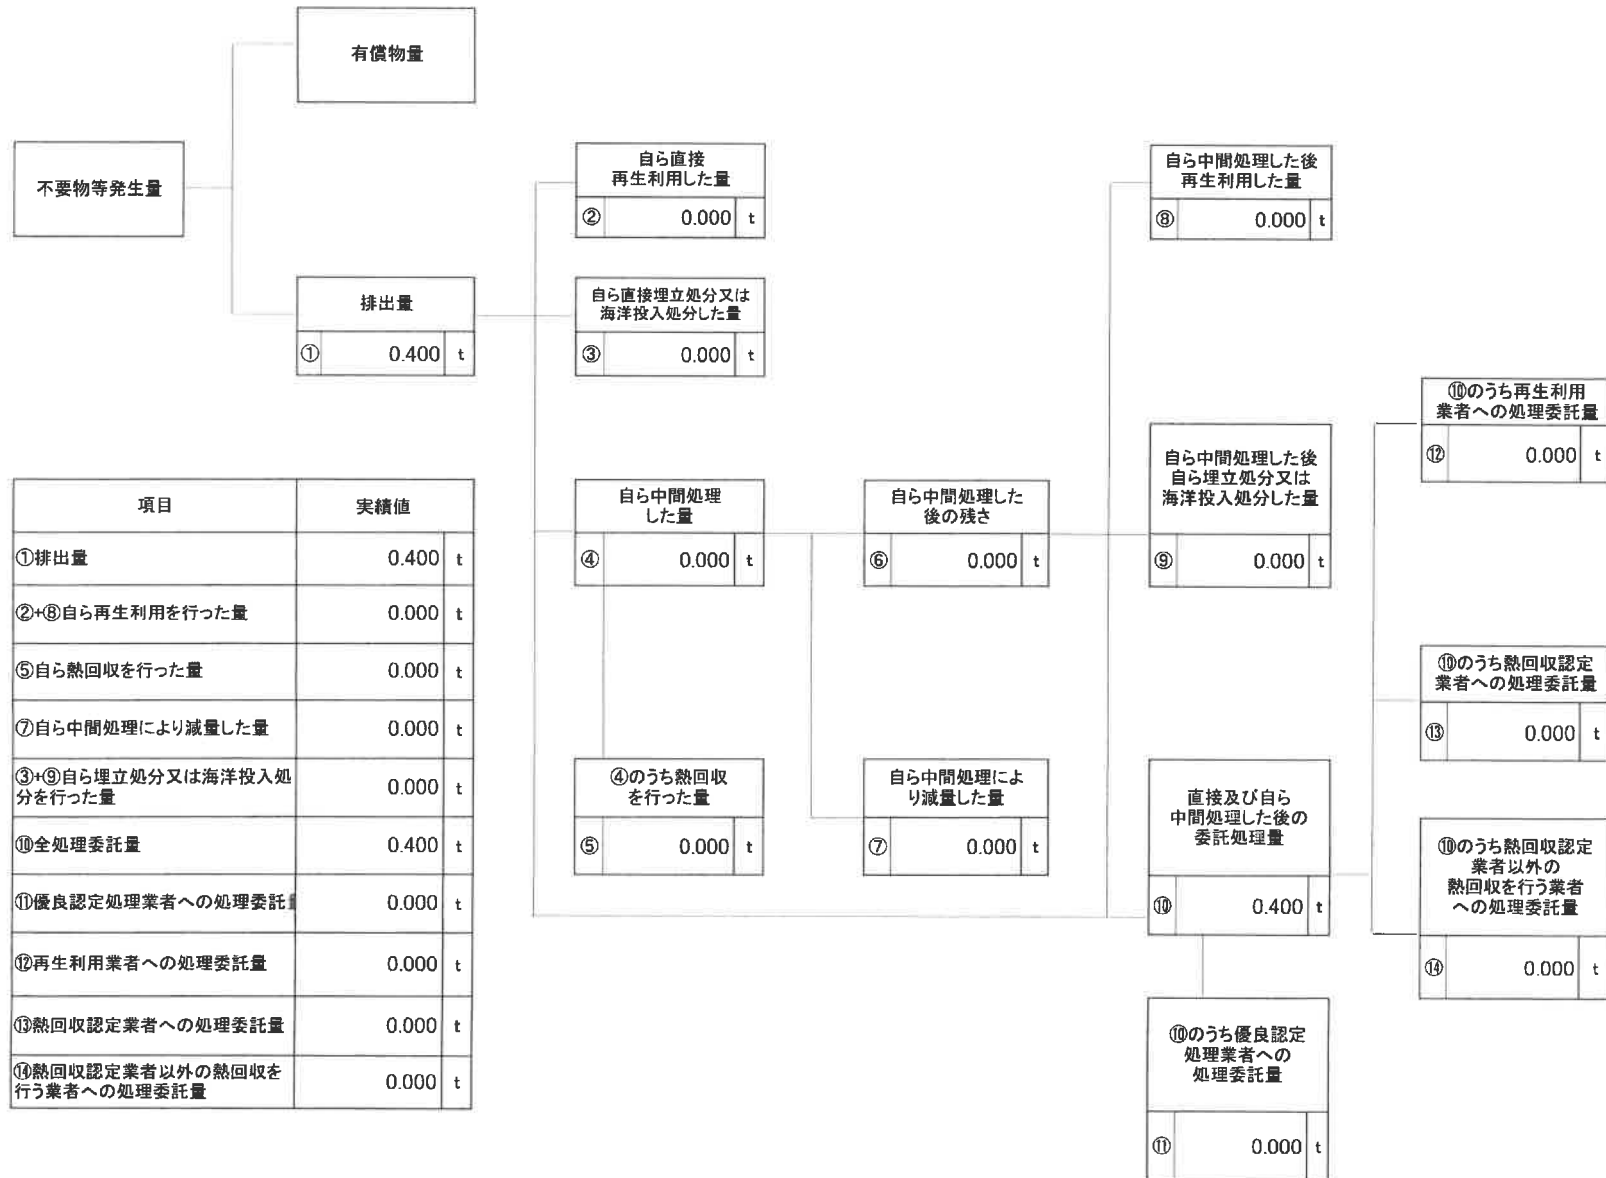 有償物量
不要物等発生量
排出量
① 0.400 t
自ら直接
再生利用した量
② 0.000 t
自ら直接埋立処分又は
海洋投入処分した量
③ 0.000 t
自ら中間処理
した量
④ 0.000 t
④のうち熱回収
を行った量
⑤ 0.000 t
自ら中間処理した
後の残さ
⑥ 0.000 t
自ら中間処理によ
り減量した量
⑦ 0.000 t
自ら中間処理した後
再生利用した量
⑧ 0.000 t
自ら中間処理した後
自ら埋立処分又は
海洋投入処分した量
⑨ 0.000 t
直接及び自ら
中間処理した後の
委託処理量
⑩ 0.400 t
⑩のうち優良認定
処理業者への
処理委託量
⑪ 0.000 t
⑩のうち再生利用
業者への処理委託量
⑫ 0.000 t
⑩のうち熱回収認定
業者への処理委託量
⑬ 0.000 t
⑩のうち熱回収認定
業者以外の
熱回収を行う業者
への処理委託量
⑭ 0.000 t
項目 実績値
①排出量 0.400 t
②+⑧自ら再生利用を行った量 0.000 t
⑤自ら熱回収を行った量 0.000 t
⑦自ら中間処理により減量した量 0.000 t
③+⑨自ら埋立処分又は海洋投入処
分を行った量 0.000 t
⑩全処理委託量 0.400 t
⑪優良認定処理業者への処理委託 0.000 t
⑫再生利用業者への処理委託量 0.000 t
⑬熱回収認定業者への処理委託量 0.000 t
⑭熱回収認定業者以外の熱回収を
行う業者への処理委託量 0.000 t